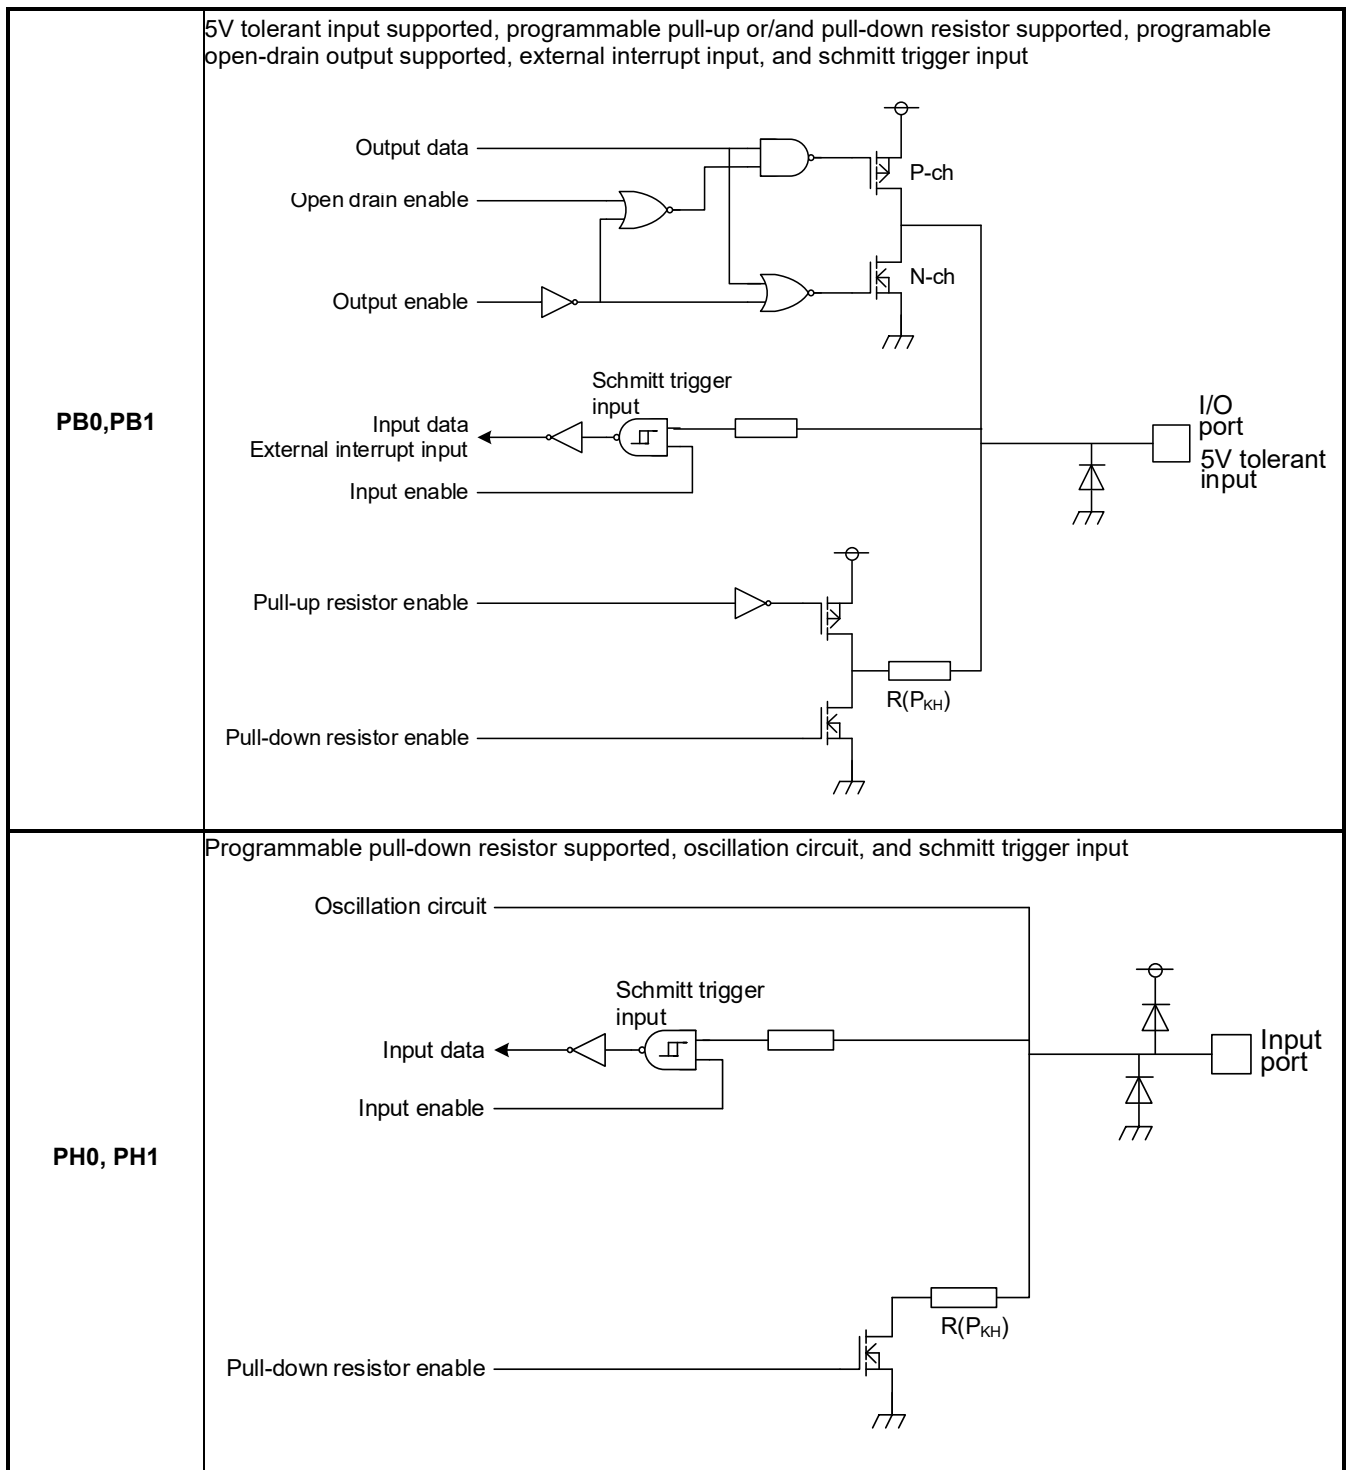 5V tolerant input supported, programmable pull-up or/and pull-down resistor supported, programable
open-drain output supported, external interrupt input, and schmitt trigger input
Output data
P-ch
Open drain enable
N-ch
Output enable
Schmitt trigger
input
PB0,PB1
Input data
External interrupt input
I/O
port
5V tolerant
input
Input enable
Pull-up resistor enable
R(PKH)
Pull-down resistor enable
Programmable pull-down resistor supported, oscillation circuit, and schmitt trigger input
Oscillation circuit
Schmitt trigger
input
Input data
Input
port
Input enable
PH0, PH1
R(PKH)
Pull-down resistor enable